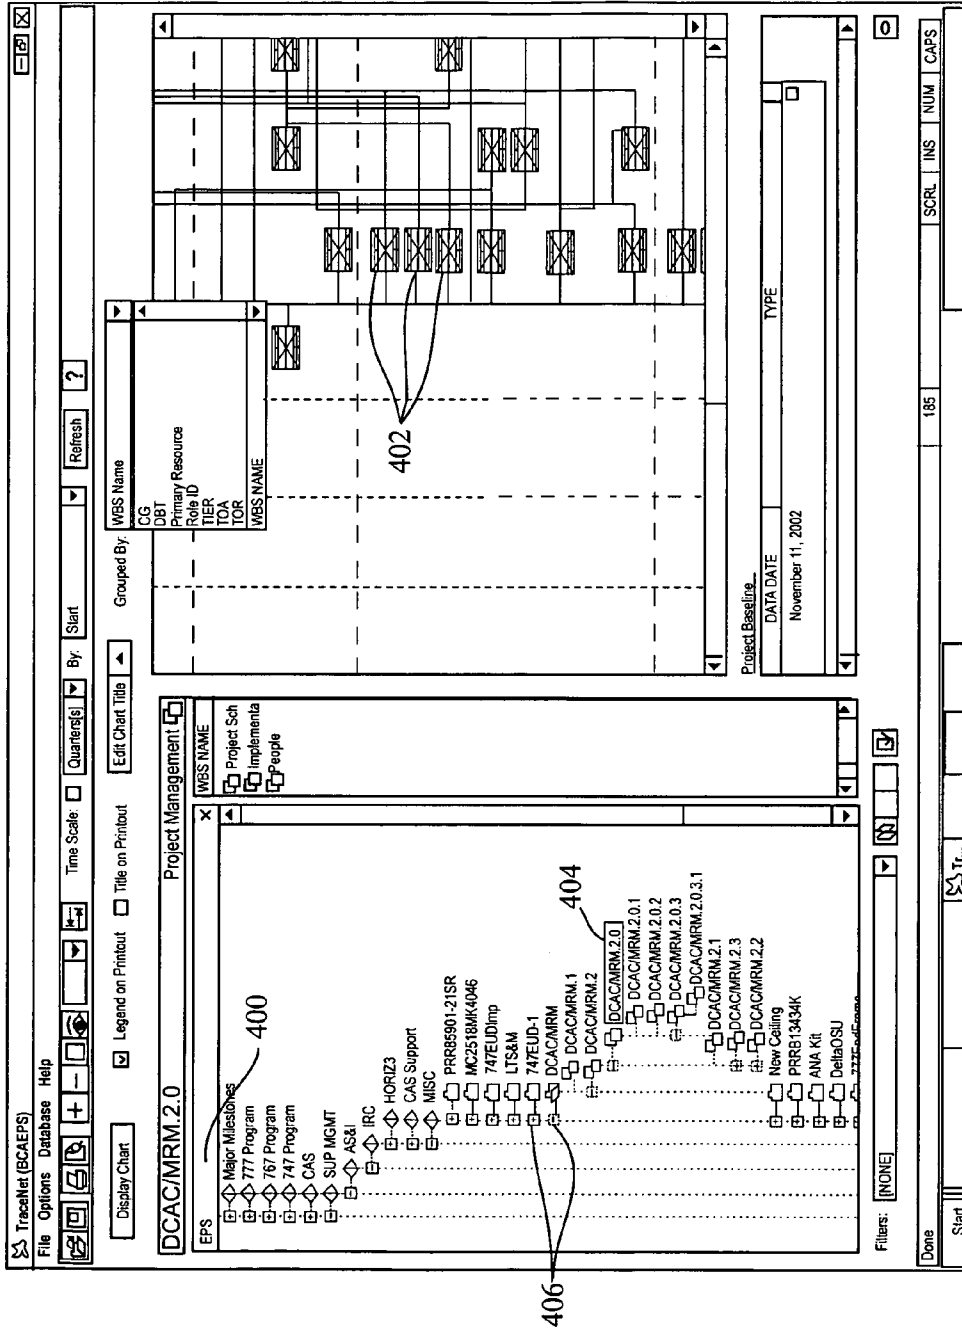 TraceNet (BCAEPS)
File Options Database Help
Time Scale: Quarters[s] By: Start Refresh ?
Display Chart Legend on Printout Title on Printout Edit Chart Title Grouped By: WBS Name
CG
DBT
Primary Resource
Role ID
TIER
TOA
TOR
WBS NAME
DCAC/MRM.2.0 Project Management
EPS X
WBS NAME
Project Sch
Implementa
People
400
Major Milestones
777 Program
767 Program
747 Program
CAS
SUP MGMT
AS&I
IRC
HORIZ3
CAS Support
MISC
PRR85901-21SR
MC2518MK4046
747EUDImp
LTS&M
747EUD-1
DCAC/MRM
DCAC/MRM.1
DCAC/MRM.2
DCAC/MRM.2.0
DCAC/MRM.2.0.1
DCAC/MRM.2.0.2
DCAC/MRM.2.0.3
DCAC/MRM.2.0.3.1
DCAC/MRM.2.1
DCAC/MRM.2.3
DCAC/MRM.2.2
New Ceiling
PRRB13434K
ANA Kit
DeltaOSU
404
406
402
Project Baseline
DATA DATE TYPE
November 11, 2002
Filters: [NONE]
0
Done 185 SCRL INS NUM CAPS
Start